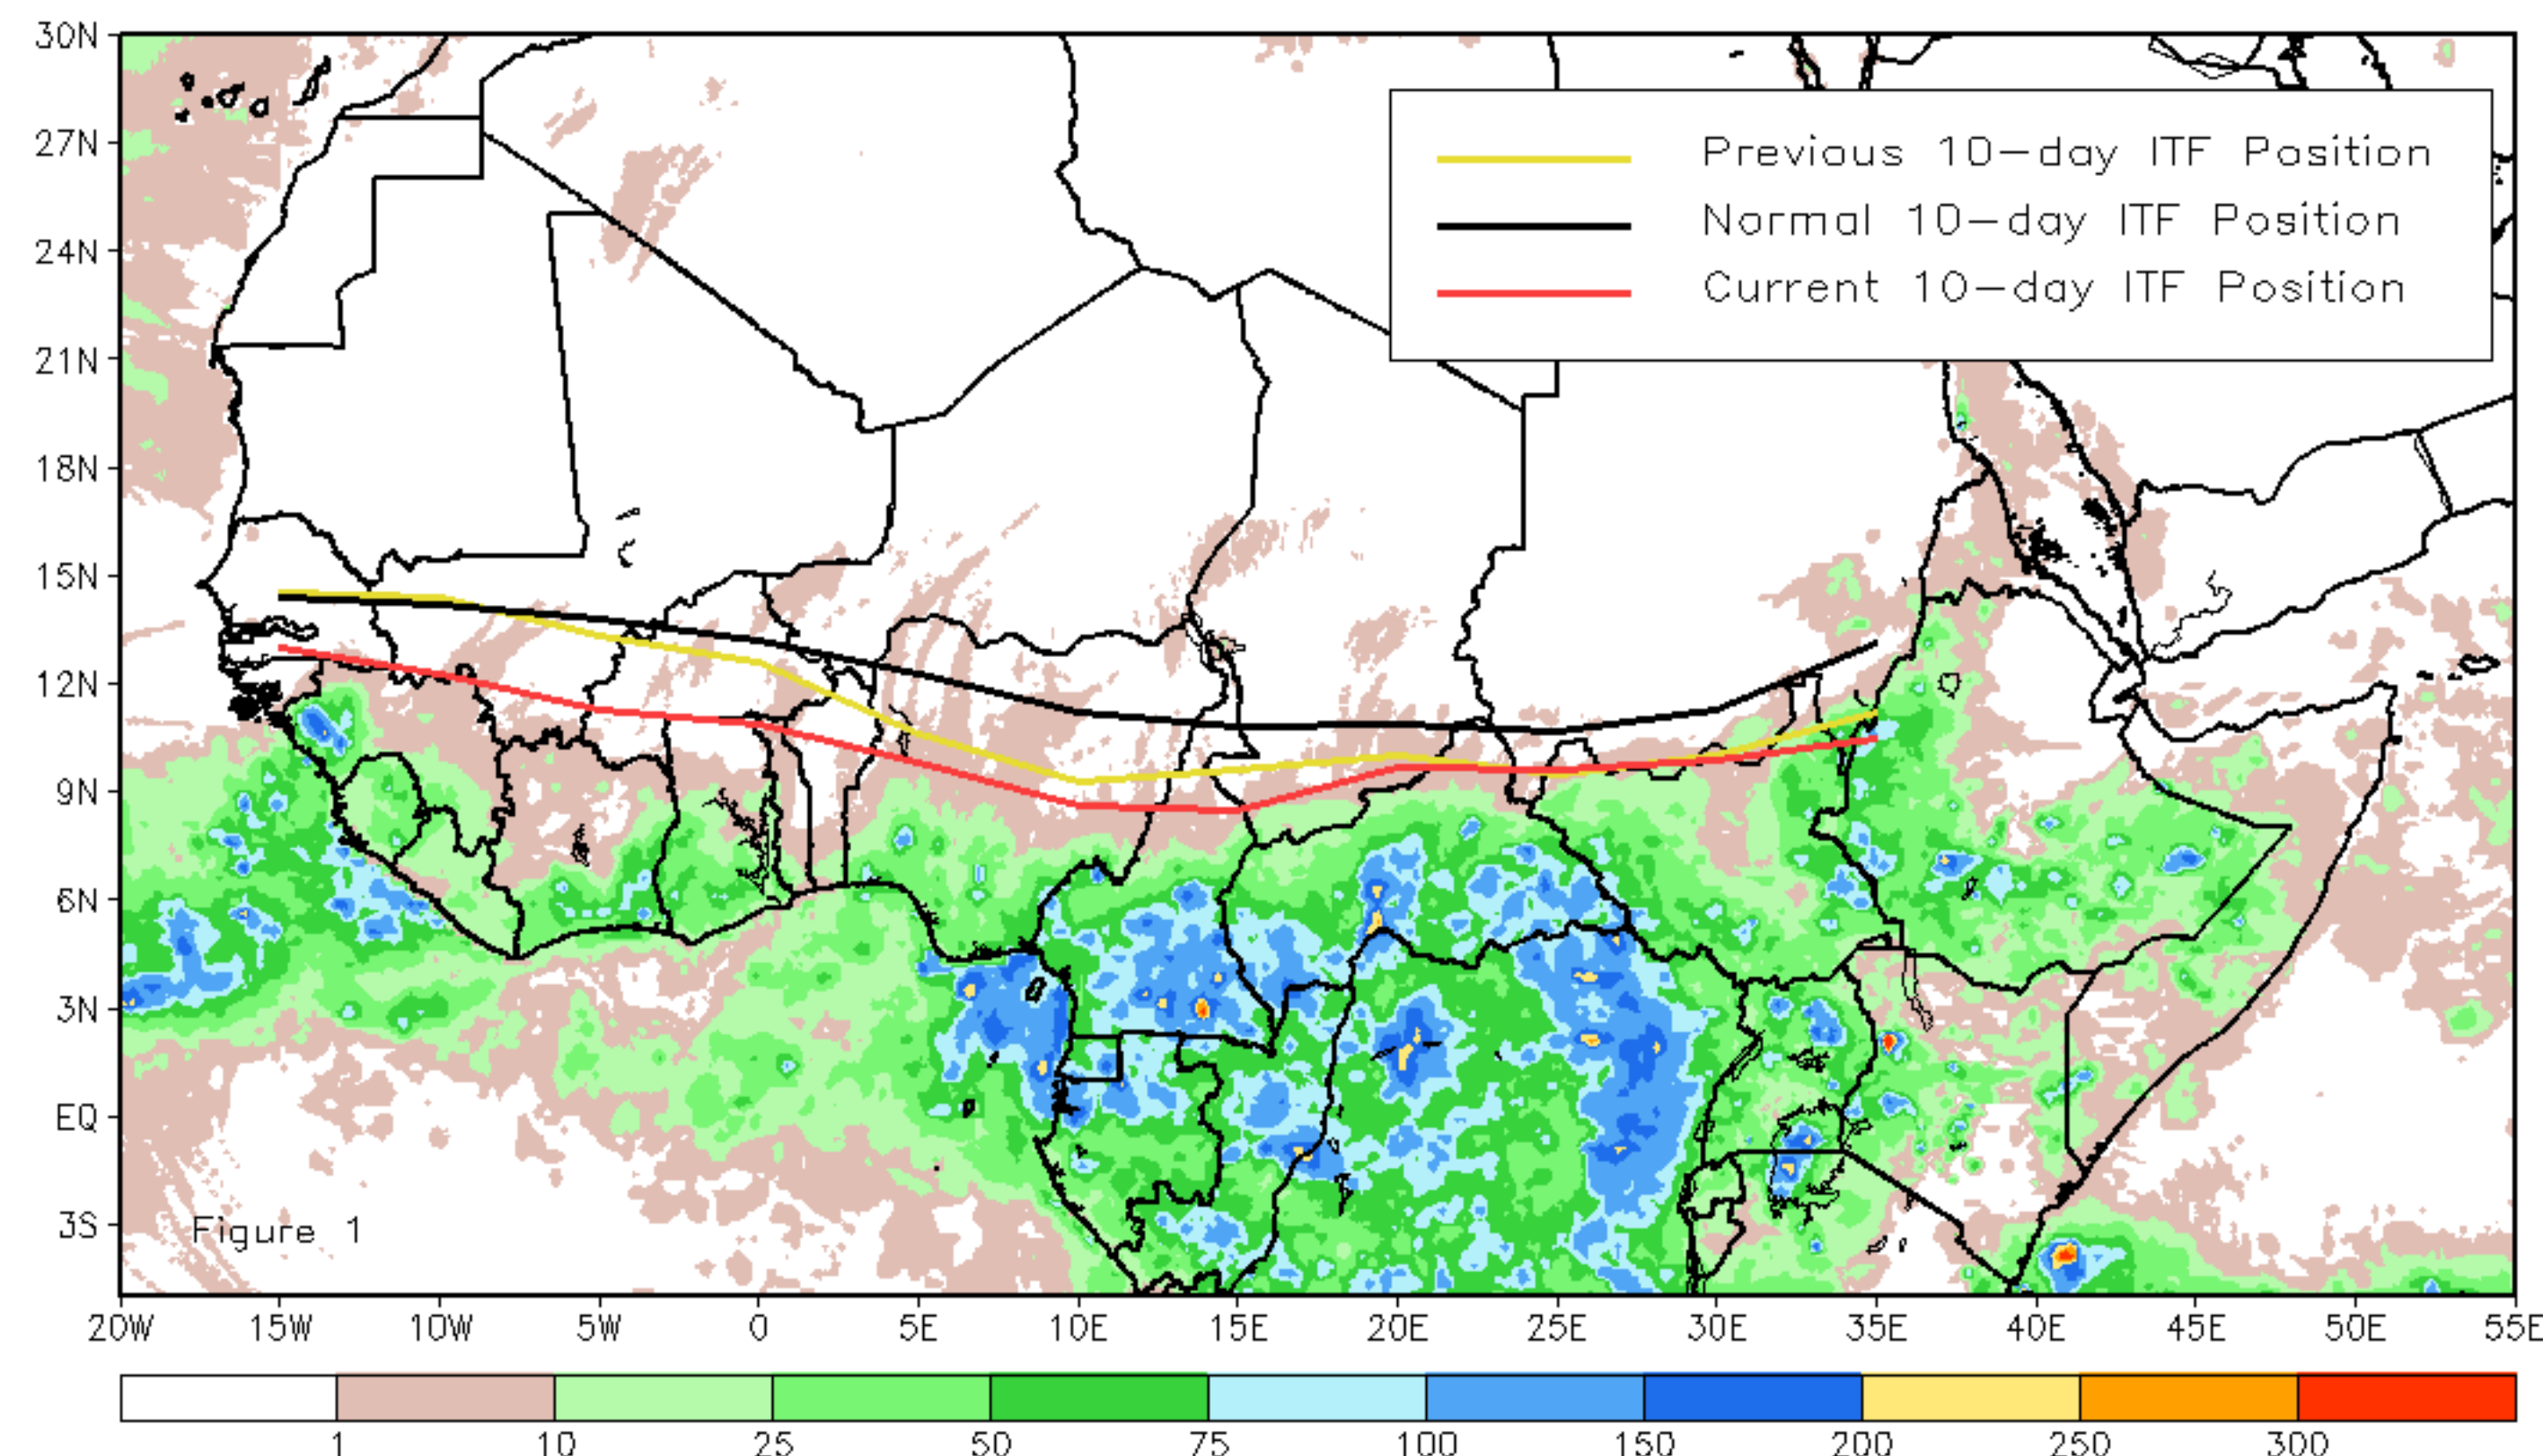 30N
27N
24N
21N
18N
15N
12N
9N
6N
3N
EQ
3S
Previous 10-day ITF Position
Normal 10-day ITF Position
Current 10-day ITF Position
Figure 1
20W 15W 10W 5W 0 5E 10E 15E 20E 25E 30E 35E 40E 45E 50E 55E
1 10 25 50 75 100 150 200 250 300